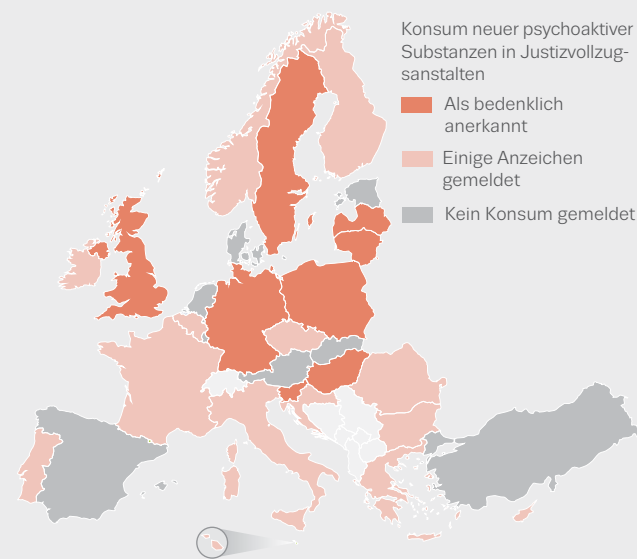 Konsum neuer psychoaktiver
Substanzen in Justizvollzug-
sanstalten
Als bedenklich
anerkannt
Einige Anzeichen
gemeldet
Kein Konsum gemeldet